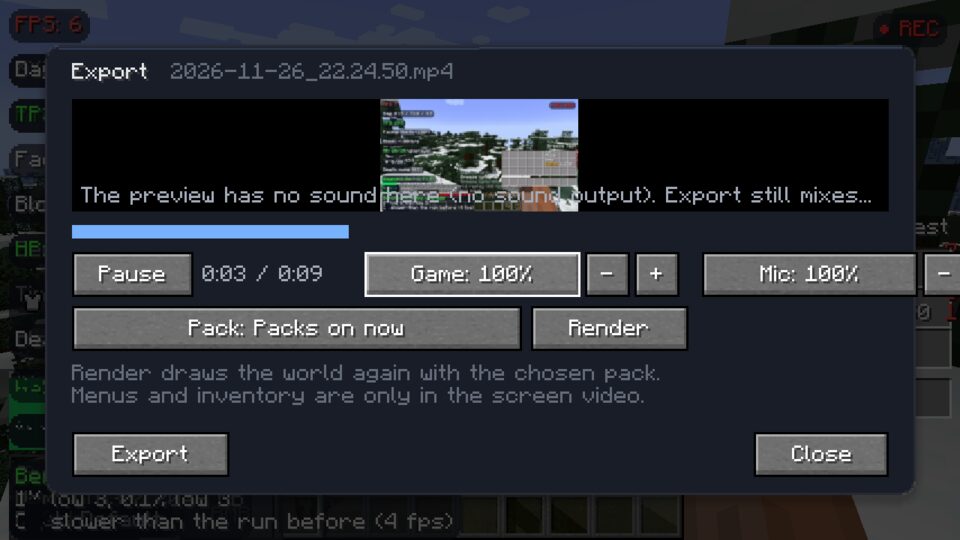 FPS: 6
REC
Export 2026-11-26_22.24.50.mp4
The preview has no sound here (no sound output). Export still mixes...
Pause 0:03 / 0:09 Game: 100% - + Mic: 100% -
Pack: Packs on now Render
Render draws the world again with the chosen pack.
Menus and inventory are only in the screen video.
Export Close
slower than the run before (4 fps)